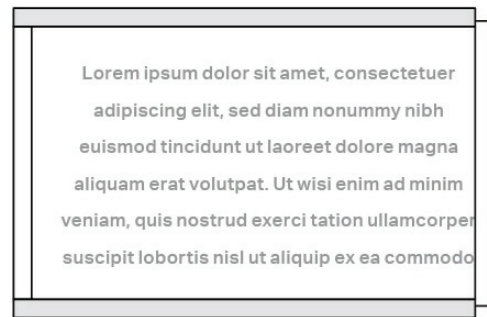 Lorem ipsum dolor sit amet, consectetuer
adipiscing elit, sed diam nonummy nibh
euismod tincidunt ut laoreet dolore magna
aliquam erat volutpat. Ut wisi enim ad minim
veniam, quis nostrud exerci tation ullamcorper
suscipit lobortis nisl ut aliquip ex ea commodo